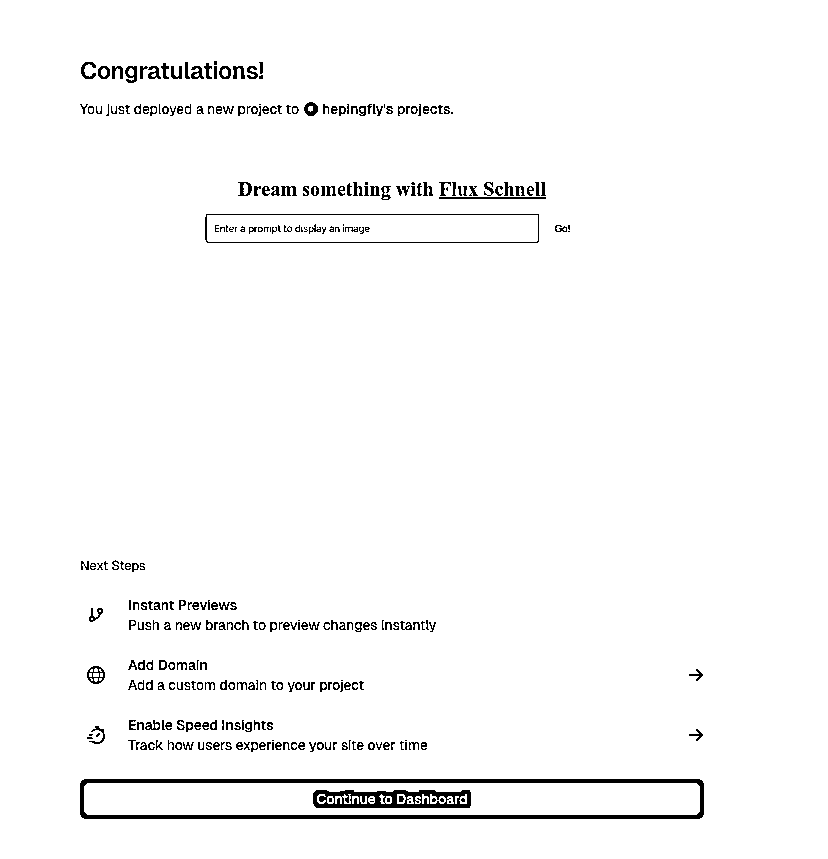 Congratulations!
You just deployed a new project to hepingfly's projects.
Dream something with Flux Schnell
Enter a prompt to display an image
Go!
Next Steps
Instant Previews
Push a new branch to preview changes instantly
Add Domain
Add a custom domain to your project
Enable Speed Insights
Track how users experience your site over time
Continue to Dashboard